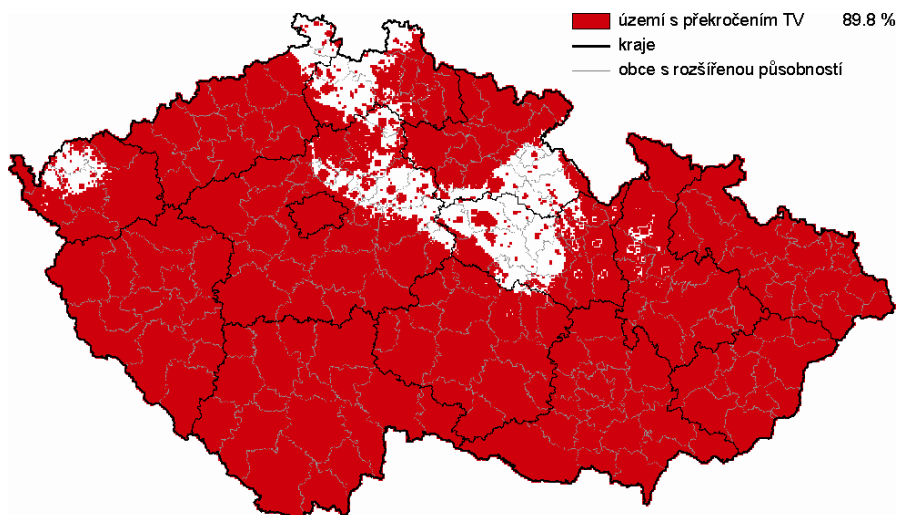 území s překročením TV 89.8 %
kraje
obce s rozšířenou působností